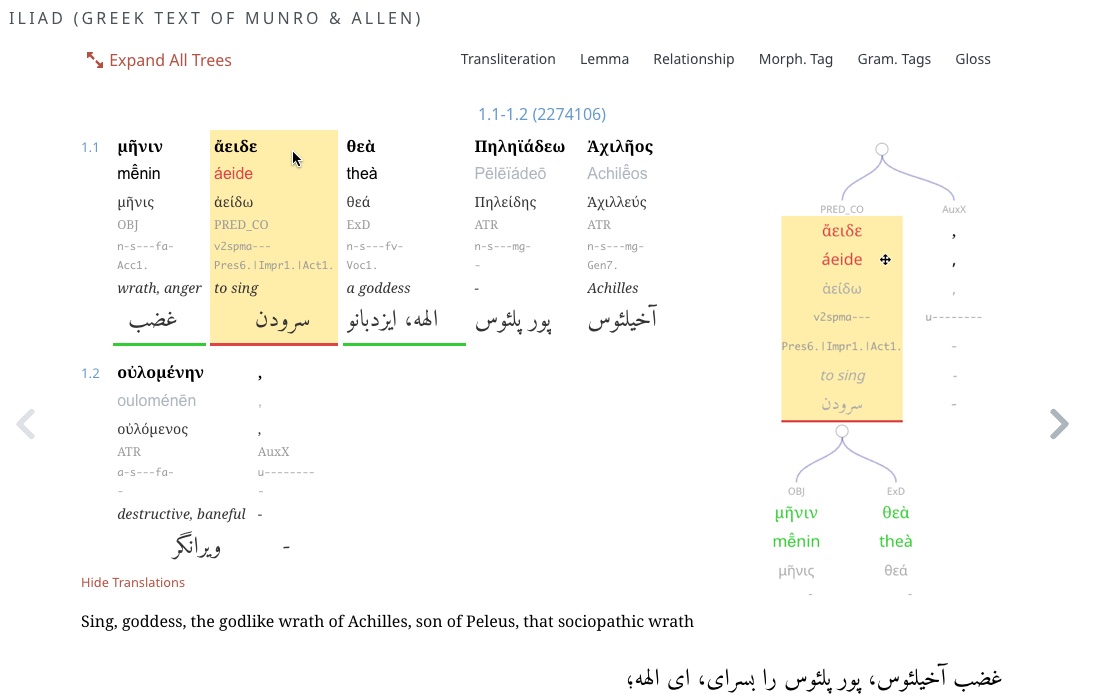 ILIAD (GREEK TEXT OF MUNRO & ALLEN)
Expand All Trees
Transliteration Lemma Relationship Morph. Tag Gram. Tags Gloss
1.1-1.2 (2274106)
1.1 μῆνιν ἄειδε θεὰ Πηληϊάδεω Ἀχιλῆος
mē̂nin áeide theà Pēlēïádeō Achilē̂os
μῆνις ἀείδω θεά Πηλείδης Ἀχιλλεύς
OBJ PRED_CO ExD ATR ATR
n-s---fa- v2spma--- n-s---fv- n-s---mg- n-s---mg-
Acc1. Pres6.|Impr1.|Act1. Voc1. - Gen7.
wrath, anger to sing a goddess - Achilles
غضب سرودن الهه، ایزدبانو پور پلئوس آخیلئوس
1.2 οὐλομένην ,
ouloménēn ,
οὐλόμενος ,
ATR AuxX
a-s---fa- u--------
- -
destructive, baneful -
ویرانگر -
PRED_CO AuxX
ἄειδε ,
áeide ,
ἀείδω ,
v2spma--- u--------
Pres6.|Impr1.|Act1. -
to sing -
سرودن -
OBJ ExD
μῆνιν θεὰ
mē̂nin theà
μῆνις θεά
- -
Hide Translations
Sing, goddess, the godlike wrath of Achilles, son of Peleus, that sociopathic wrath
غضب آخیلئوس، پور پلئوس را بسرای، ای الهه؛